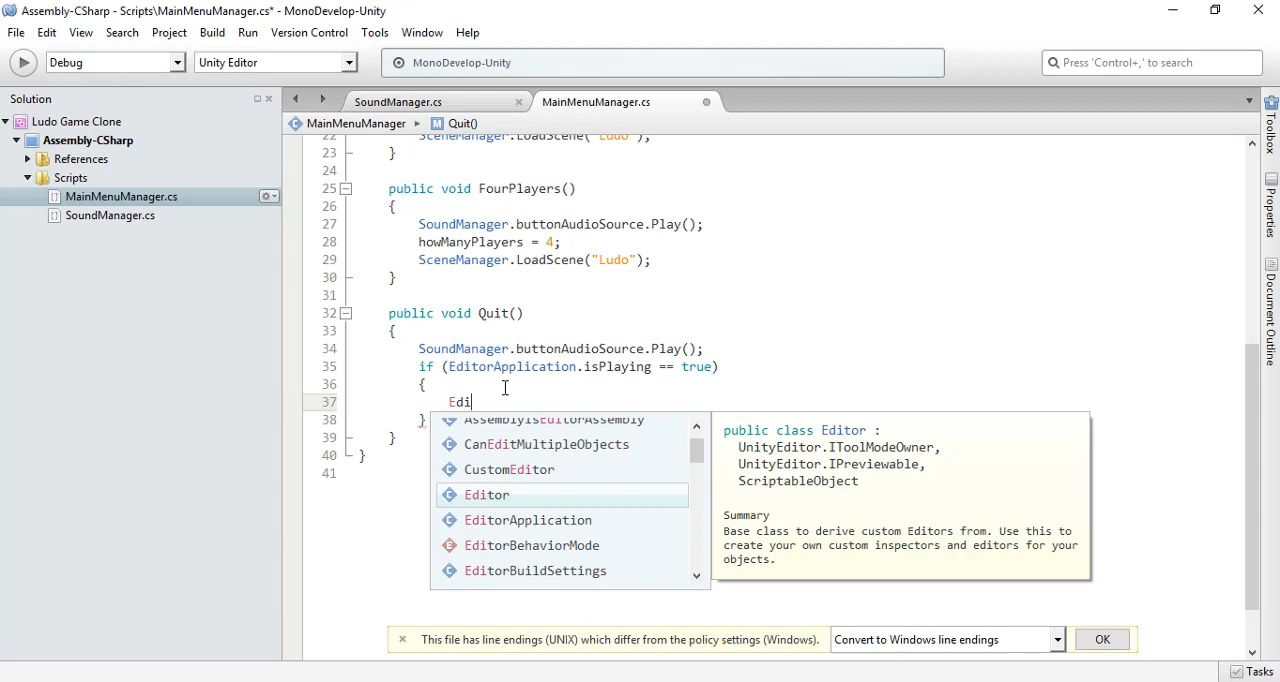 Assembly-CSharp - Scripts\MainMenuManager.cs* - MonoDevelop-Unity
File Edit View Search Project Build Run Version Control Tools Window Help
Debug Unity Editor MonoDevelop-Unity Press 'Control+,' to search
Solution
SoundManager.cs MainMenuManager.cs
MainMenuManager Quit()
Ludo Game Clone
Assembly-CSharp
References
Scripts
MainMenuManager.cs
SoundManager.cs
22 SceneManager.LoadScene("Ludo");
23 }
24
25 public void FourPlayers()
26 {
27 SoundManager.buttonAudioSource.Play();
28 howManyPlayers = 4;
29 SceneManager.LoadScene("Ludo");
30 }
31
32 public void Quit()
33 {
34 SoundManager.buttonAudioSource.Play();
35 if (EditorApplication.isPlaying == true)
36 {
37 Edi
38 }
39 }
40 }
41
AssemblyIsEditorAssembly
CanEditMultipleObjects
CustomEditor
Editor
EditorApplication
EditorBehaviorMode
EditorBuildSettings
public class Editor :
UnityEditor.IToolModeOwner,
UnityEditor.IPreviewable,
ScriptableObject
Summary
Base class to derive custom Editors from. Use this to
create your own custom inspectors and editors for your
objects.
This file has line endings (UNIX) which differ from the policy settings (Windows). Convert to Windows line endings OK
Toolbox
Properties
Document Outline
Tasks